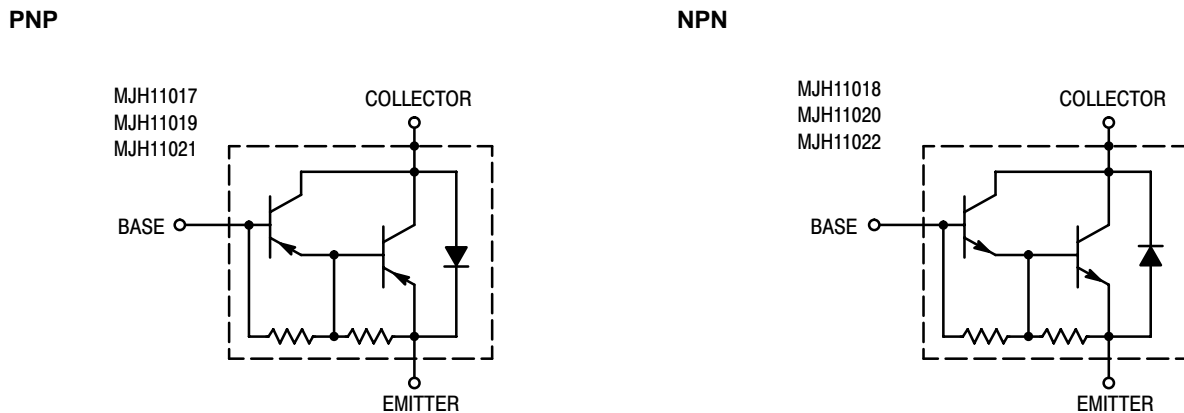 PNP
MJH11017
MJH11019
MJH11021
COLLECTOR
BASE
EMITTER
NPN
MJH11018
MJH11020
MJH11022
COLLECTOR
BASE
EMITTER